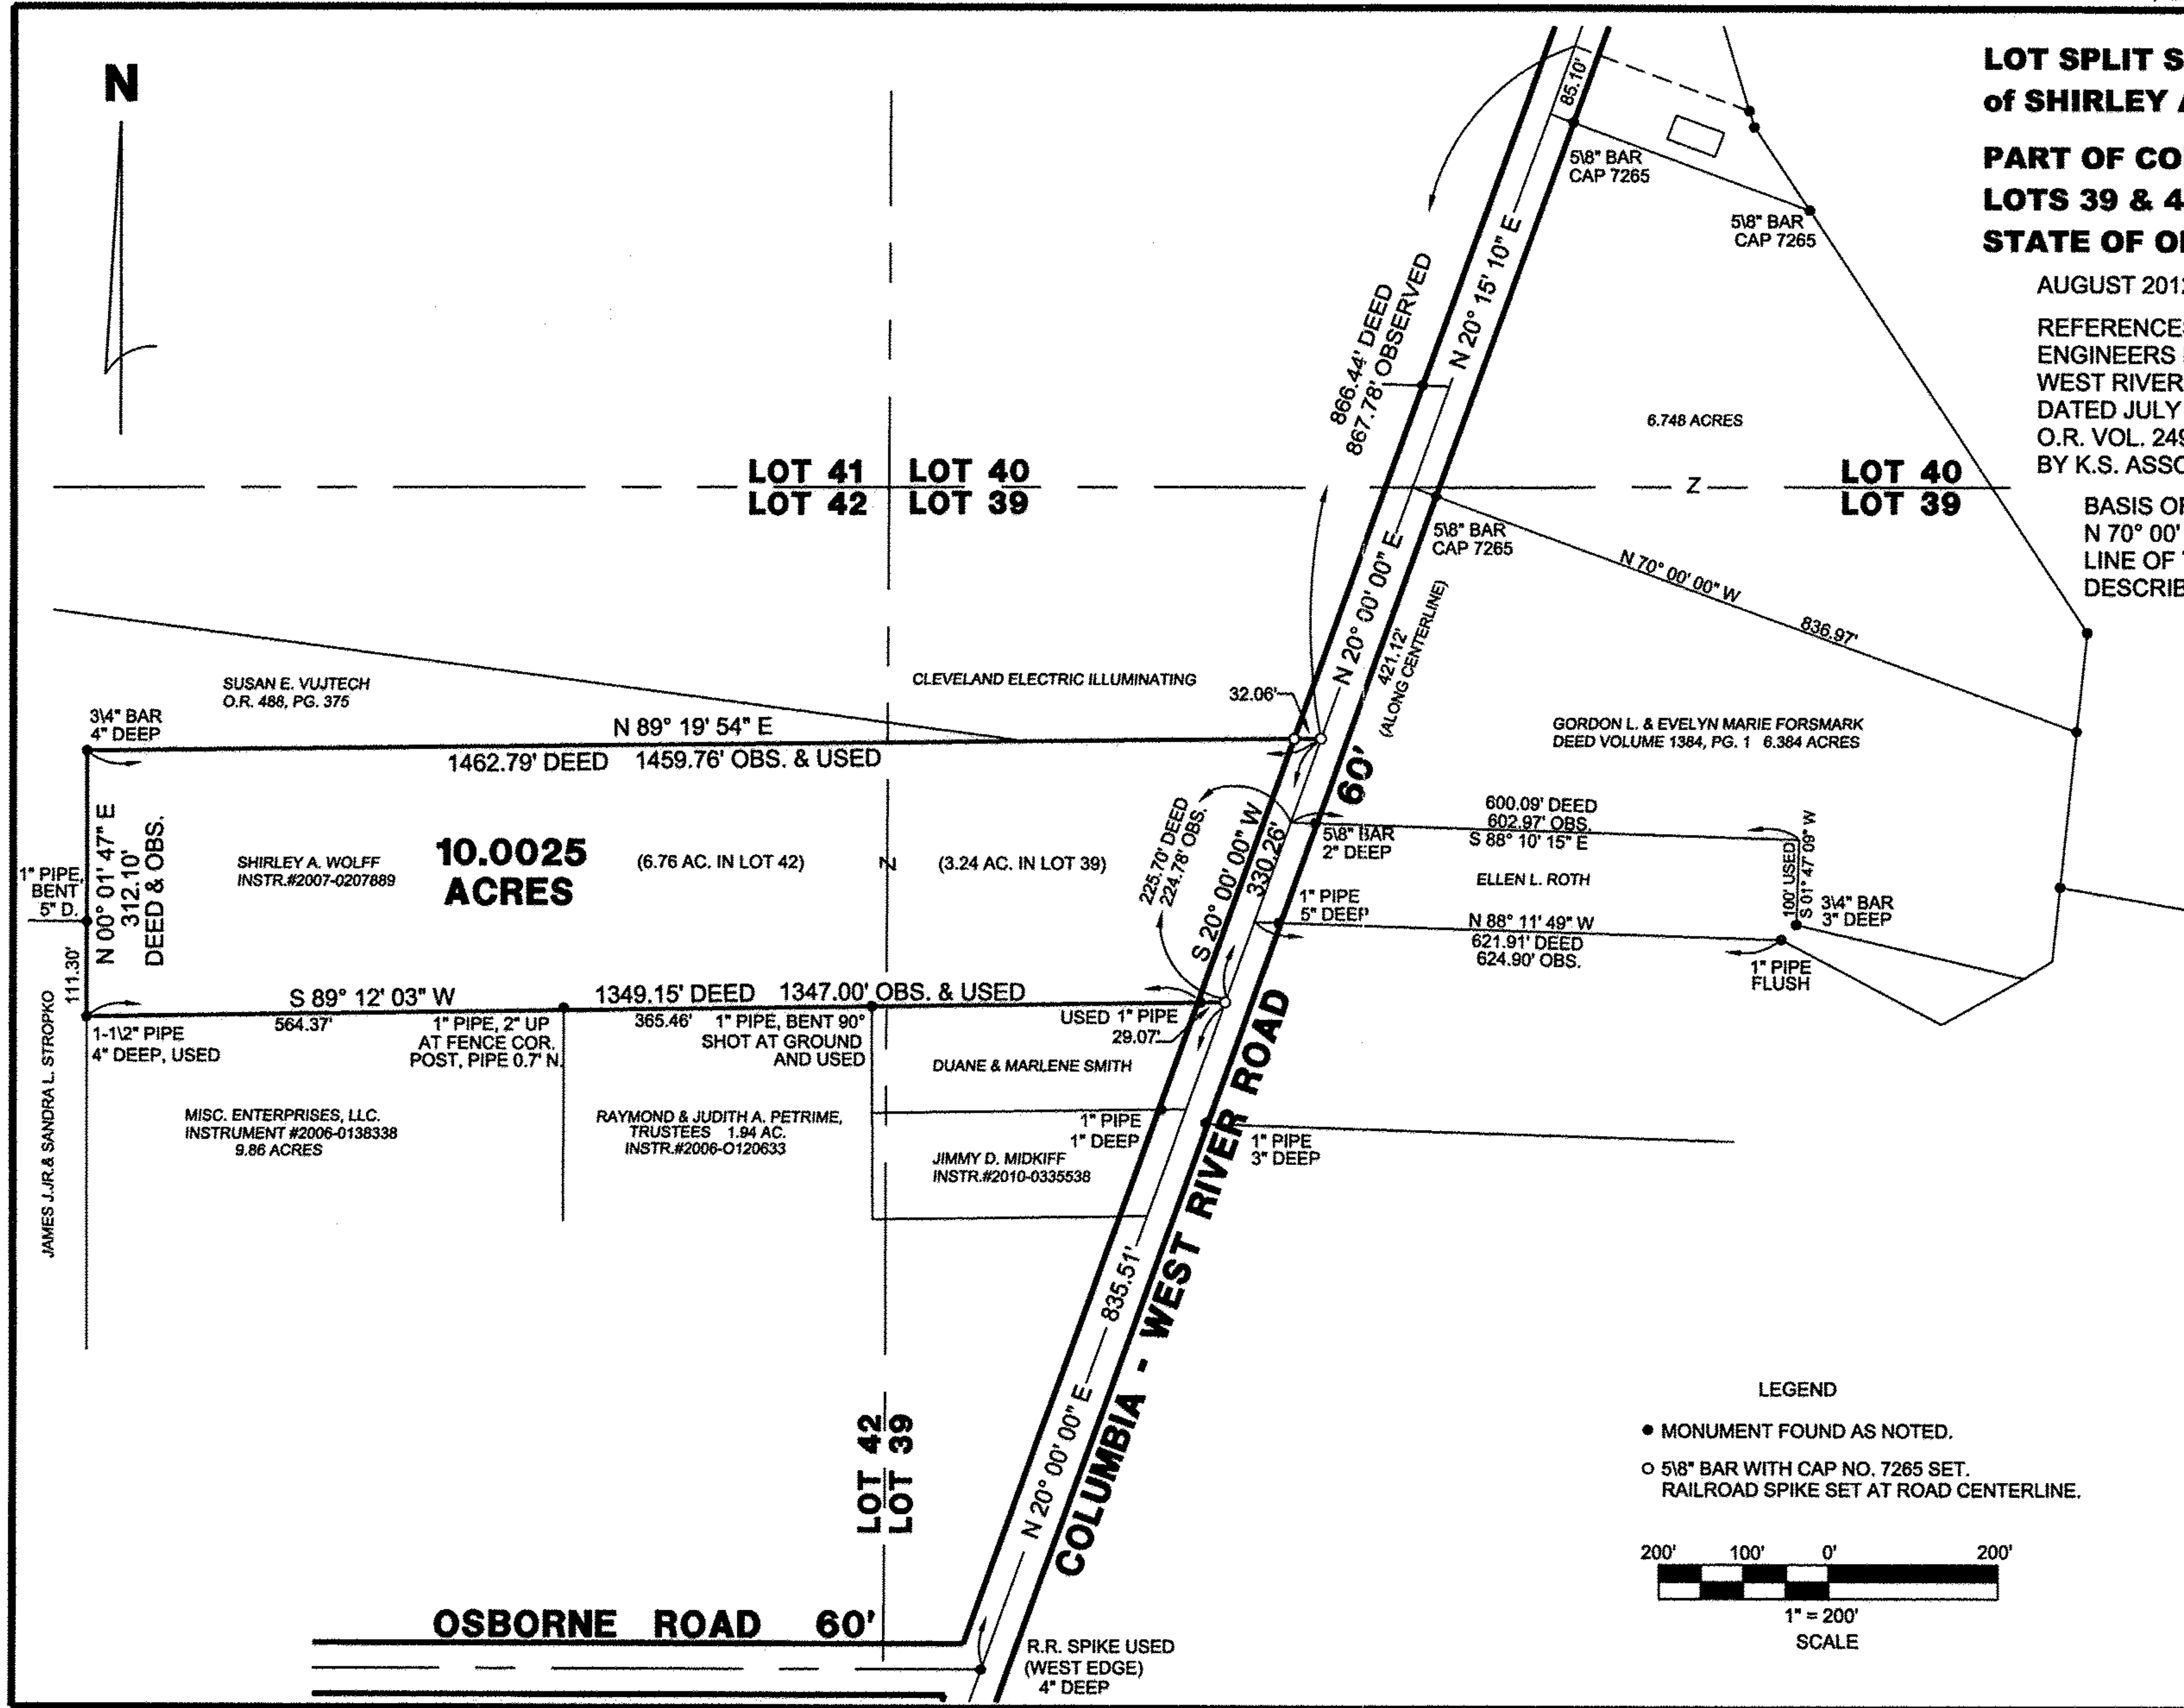 N
LOT SPLIT S
of SHIRLEY A
PART OF CO
LOTS 39 & 4
STATE OF O
AUGUST 201
REFERENCE
ENGINEERS
WEST RIVER
DATED JULY
O.R. VOL. 249
BY K.S. ASSO
BASIS O
N 70° 00'
LINE OF
DESCRIB
85.10'
5\8" BAR
CAP 7265
5\8" BAR
CAP 7265
N 20° 15' 10" E
866.44' DEED
867.78' OBSERVED
6.748 ACRES
LOT 41
LOT 40
LOT 42
LOT 39
Z
LOT 40
LOT 39
5\8" BAR
CAP 7265
N 70° 00' 00" W
836.97'
N 20° 00' 00" E
421.12'
(ALONG CENTERLINE)
SUSAN E. VUJTECH
O.R. 488, PG. 375
CLEVELAND ELECTRIC ILLUMINATING
32.06'
3\4" BAR
4" DEEP
N 89° 19' 54" E
1462.79' DEED 1459.76' OBS. & USED
GORDON L. & EVELYN MARIE FORSMARK
DEED VOLUME 1384, PG. 1 6.384 ACRES
60'
N 00° 01' 47" E
312.10'
DEED & OBS.
1" PIPE,
BENT
5" D.
111.30'
SHIRLEY A. WOLFF
INSTR.#2007-0207889
10.0025
ACRES
(6.76 AC. IN LOT 42)
Z
(3.24 AC. IN LOT 39)
225.70' DEED
224.78' OBS.
S 20° 00' 00" W
330.26'
5\8" BAR
2" DEEP
600.09' DEED
602.97' OBS.
S 88° 10' 15" E
ELLEN L. ROTH
100' USED
S 01° 47' 09" W
3\4" BAR
3" DEEP
1" PIPE
5" DEEP
N 88° 11' 49" W
621.91' DEED
624.90' OBS.
1" PIPE
FLUSH
S 89° 12' 03" W
1349.15' DEED 1347.00' OBS. & USED
564.37'
365.46'
1-1\2" PIPE
4" DEEP, USED
1" PIPE, 2" UP
AT FENCE COR.
POST, PIPE 0.7' N.
1" PIPE, BENT 90°
SHOT AT GROUND
AND USED
USED 1" PIPE
29.07'
JAMES J.JR.& SANDRA L. STROPKO
DUANE & MARLENE SMITH
MISC. ENTERPRISES, LLC.
INSTRUMENT #2006-0138338
9.86 ACRES
RAYMOND & JUDITH A. PETRIME,
TRUSTEES 1.94 AC.
INSTR.#2006-O120633
JIMMY D. MIDKIFF
INSTR.#2010-0335538
1" PIPE
1" DEEP
1" PIPE
3" DEEP
835.51'
N 20° 00' 00" E
COLUMBIA - WEST RIVER ROAD
LOT 42
LOT 39
OSBORNE ROAD 60'
R.R. SPIKE USED
(WEST EDGE)
4" DEEP
LEGEND
MONUMENT FOUND AS NOTED.
5\8" BAR WITH CAP NO. 7265 SET.
RAILROAD SPIKE SET AT ROAD CENTERLINE.
200' 100' 0' 200'
1" = 200'
SCALE